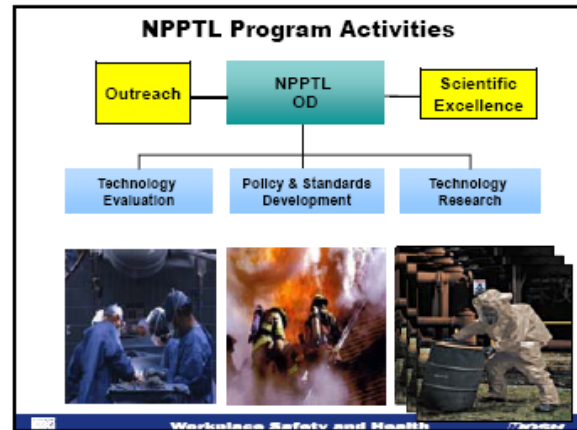 NPPTL Program Activities
Outreach
NPPTL
OD
Scientific
Excellence
Technology
Evaluation
Policy & Standards
Development
Technology
Research
Workplace Safety and Health
NIOSH